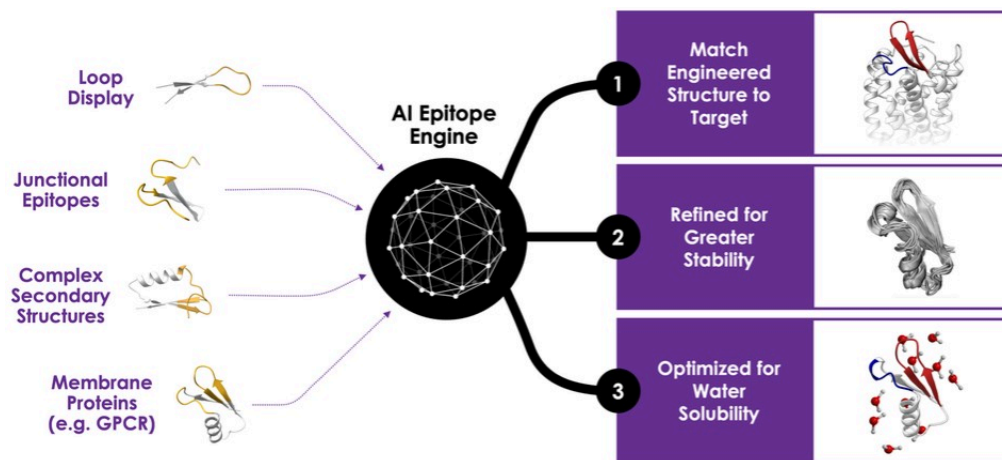 Loop
Display
Junctional
Epitopes
Complex
Secondary
Structures
Membrane
Proteins
(e.g. GPCR)
AI Epitope
Engine
1
Match
Engineered
Structure to
Target
2
Refined for
Greater
Stability
3
Optimized for
Water
Solubility